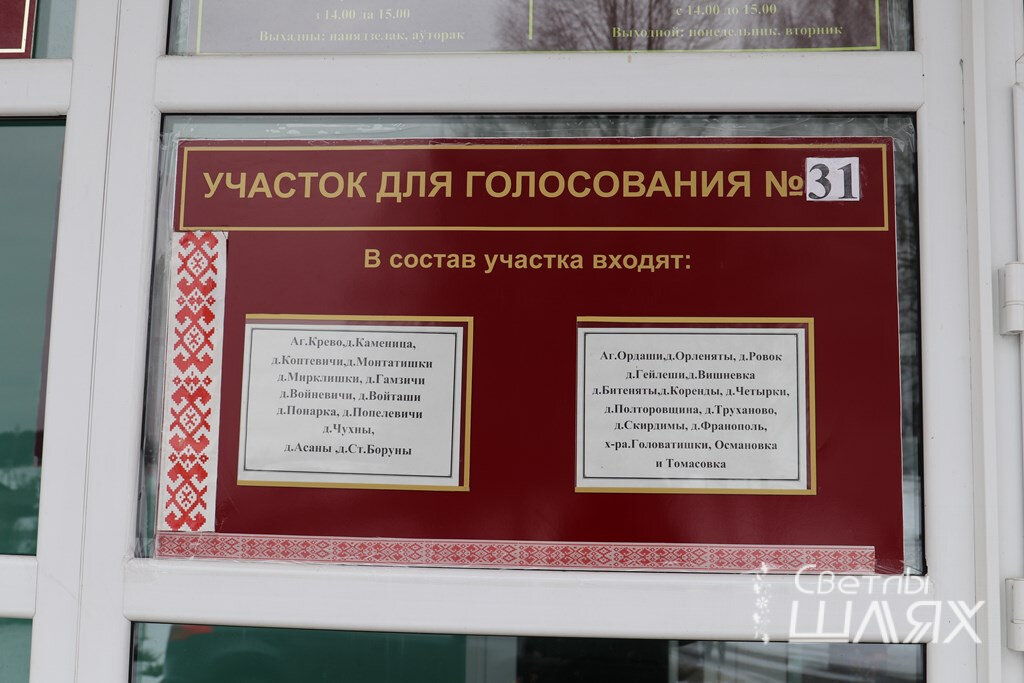 з 14.00 да 15.00
Выхадны: панядзелак, аўторак
с 14.00 до 15.00
Выходной: понедельник, вторник
УЧАСТОК ДЛЯ ГОЛОСОВАНИЯ №31
В состав участка входят:
Аг.Крево,д.Каменица,
д.Коптевичи,д.Монтатишки
д.Мирклишки, д.Гамзичи
д.Войневичи, д.Войташи
д.Понарка, д.Попелевичи
д.Чухны,
д.Асаны ,д.Ст.Боруны
Аг.Ордаши,д.Орленяты, д.Ровок
д.Гейлеши,д.Вишневка
д.Битеняты,д.Коренды, д.Четырки,
д.Полторовщина, д.Труханово,
д.Скирдимы, д.Франополь,
х-ра.Головатишки, Османовка
и Томасовка
Светлы
шлях